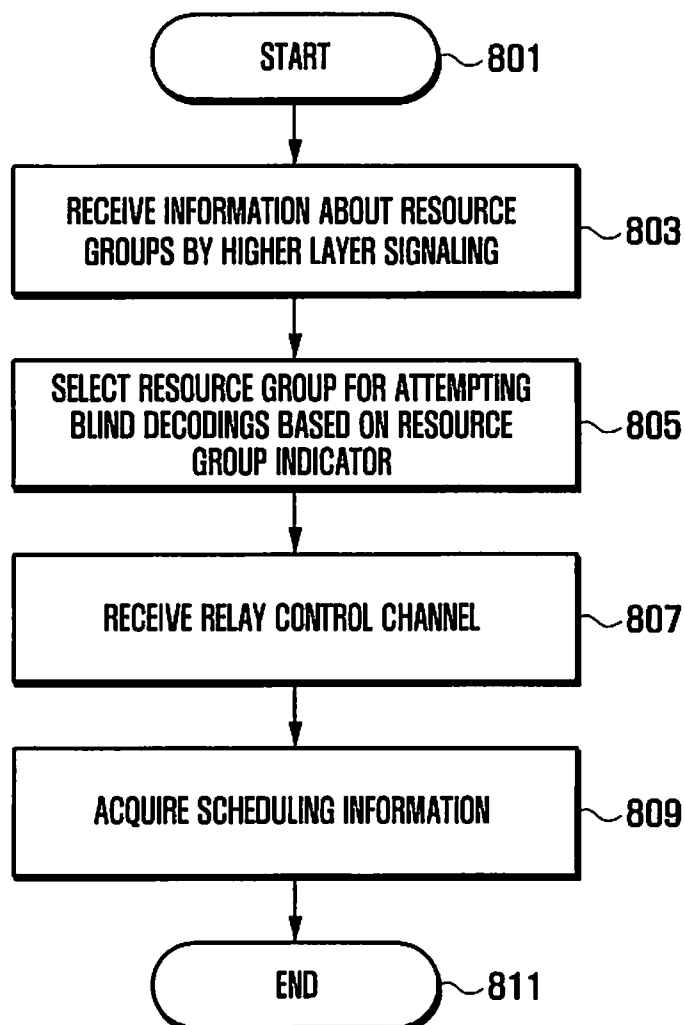 START
801
RECEIVE INFORMATION ABOUT RESOURCE
GROUPS BY HIGHER LAYER SIGNALING
803
SELECT RESOURCE GROUP FOR ATTEMPTING
BLIND DECODINGS BASED ON RESOURCE
GROUP INDICATOR
805
RECEIVE RELAY CONTROL CHANNEL
807
ACQUIRE SCHEDULING INFORMATION
809
END
811